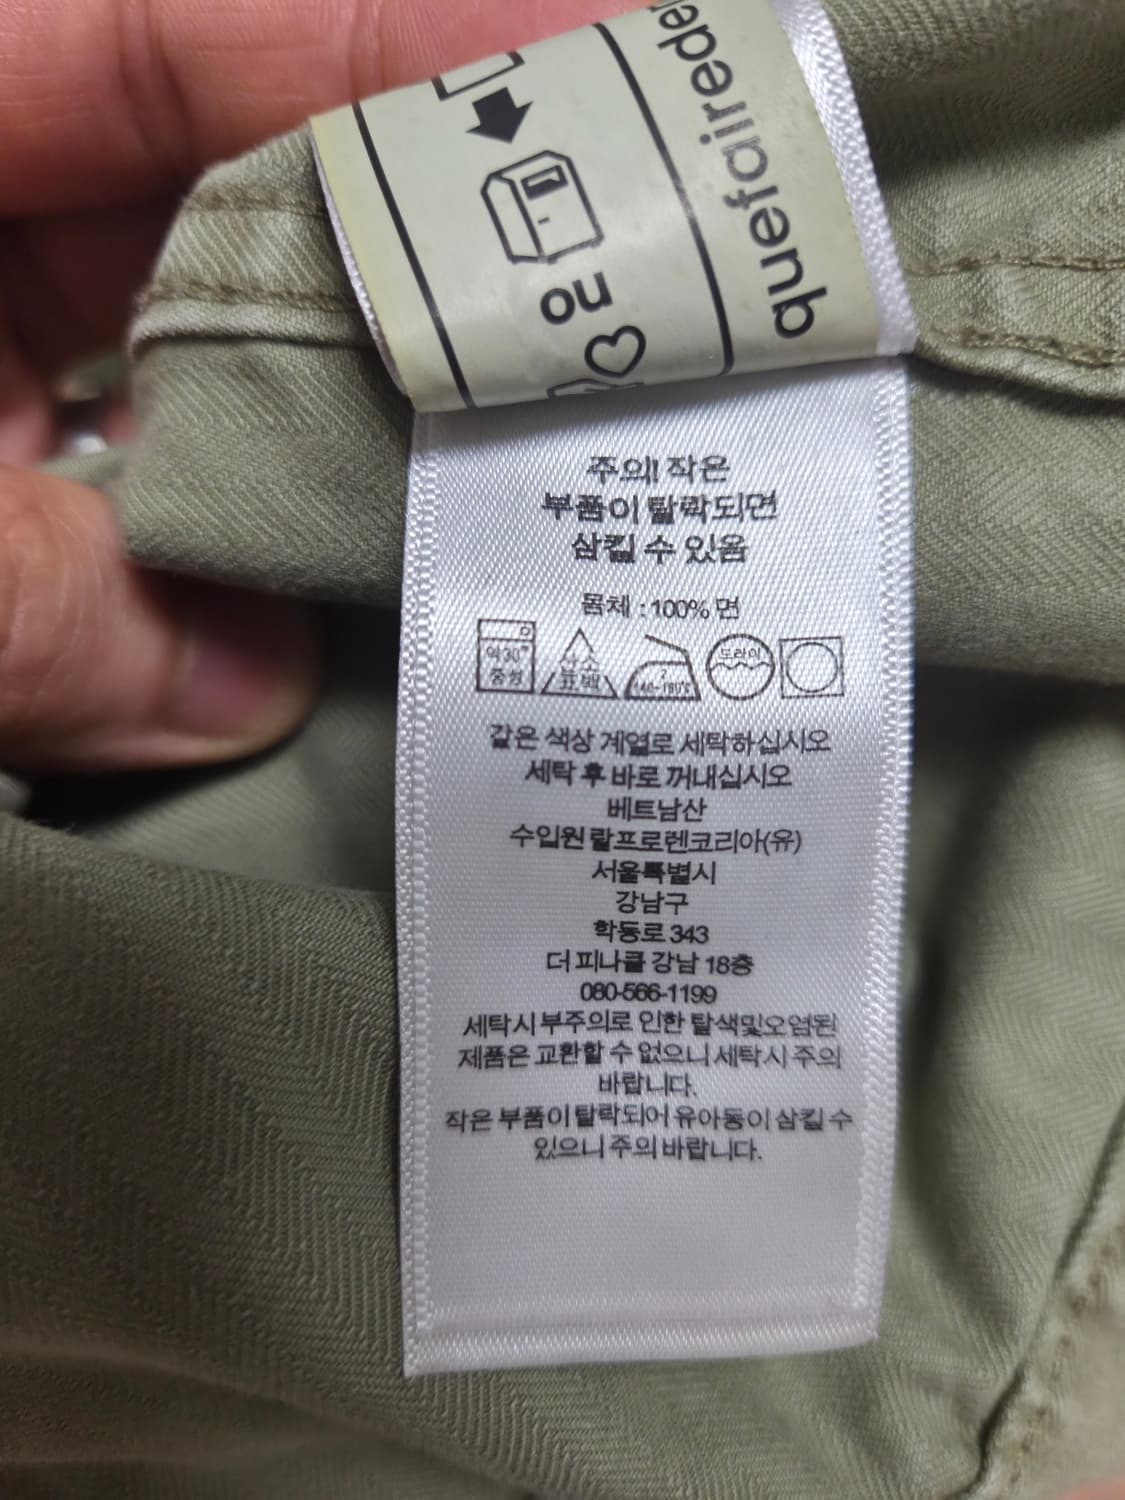 quefairedem
ou
주의! 작은
부품이 탈락되면
삼킬 수 있음
몸체 : 100% 면
약 30°
중성
산소
표백
2
140~180℃
드라이
같은 색상 계열로 세탁하십시오
세탁 후 바로 꺼내십시오
베트남산
수입원 랄프로렌코리아(유)
서울특별시
강남구
학동로 343
더 피나클 강남 18층
080-566-1199
세탁시 부주의로 인한 탈색및오염된
제품은 교환할 수 없으니 세탁시 주의
바랍니다.
작은 부품이 탈락되어 유아동이 삼킬 수
있으니 주의 바랍니다.